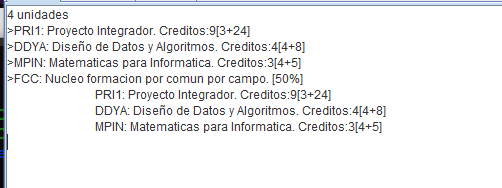 4 unidades
>PRI1: Proyecto Integrador. Creditos:9[3+24]
>DDYA: Diseño de Datos y Algoritmos. Creditos:4[4+8]
>MPIN: Matematicas para Informatica. Creditos:3[4+5]
>FCC: Nucleo formacion por comun por campo. [50%]
PRI1: Proyecto Integrador. Creditos:9[3+24]
DDYA: Diseño de Datos y Algoritmos. Creditos:4[4+8]
MPIN: Matematicas para Informatica. Creditos:3[4+5]